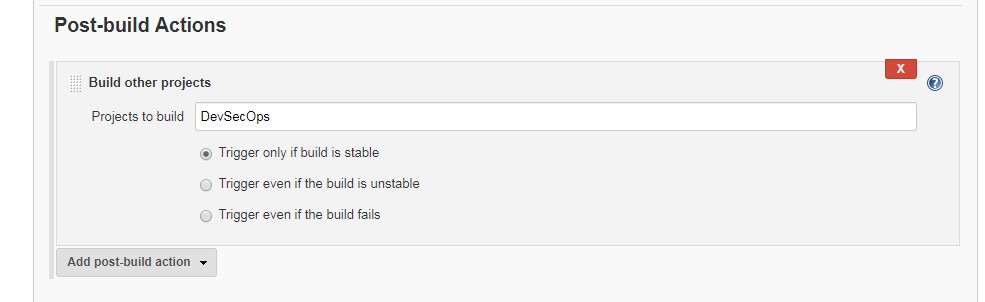 Post-build Actions
X
Build other projects
?
Projects to build DevSecOps
Trigger only if build is stable
Trigger even if the build is unstable
Trigger even if the build fails
Add post-build action